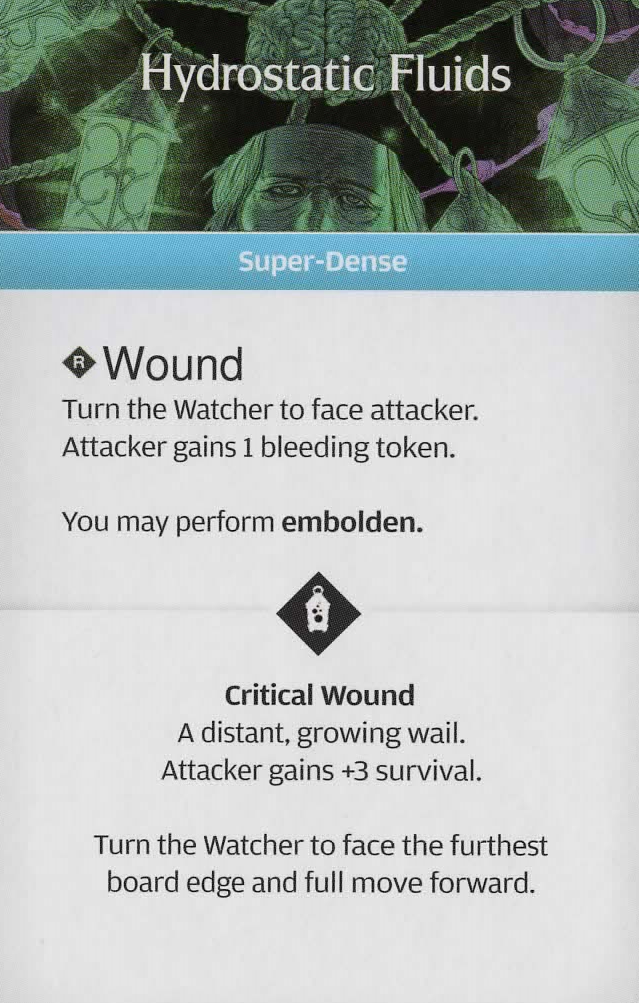 Hydrostatic Fluids
Super-Dense
R Wound
Turn the Watcher to face attacker.
Attacker gains 1 bleeding token.
You may perform embolden.
Critical Wound
A distant, growing wail.
Attacker gains +3 survival.
Turn the Watcher to face the furthest
board edge and full move forward.